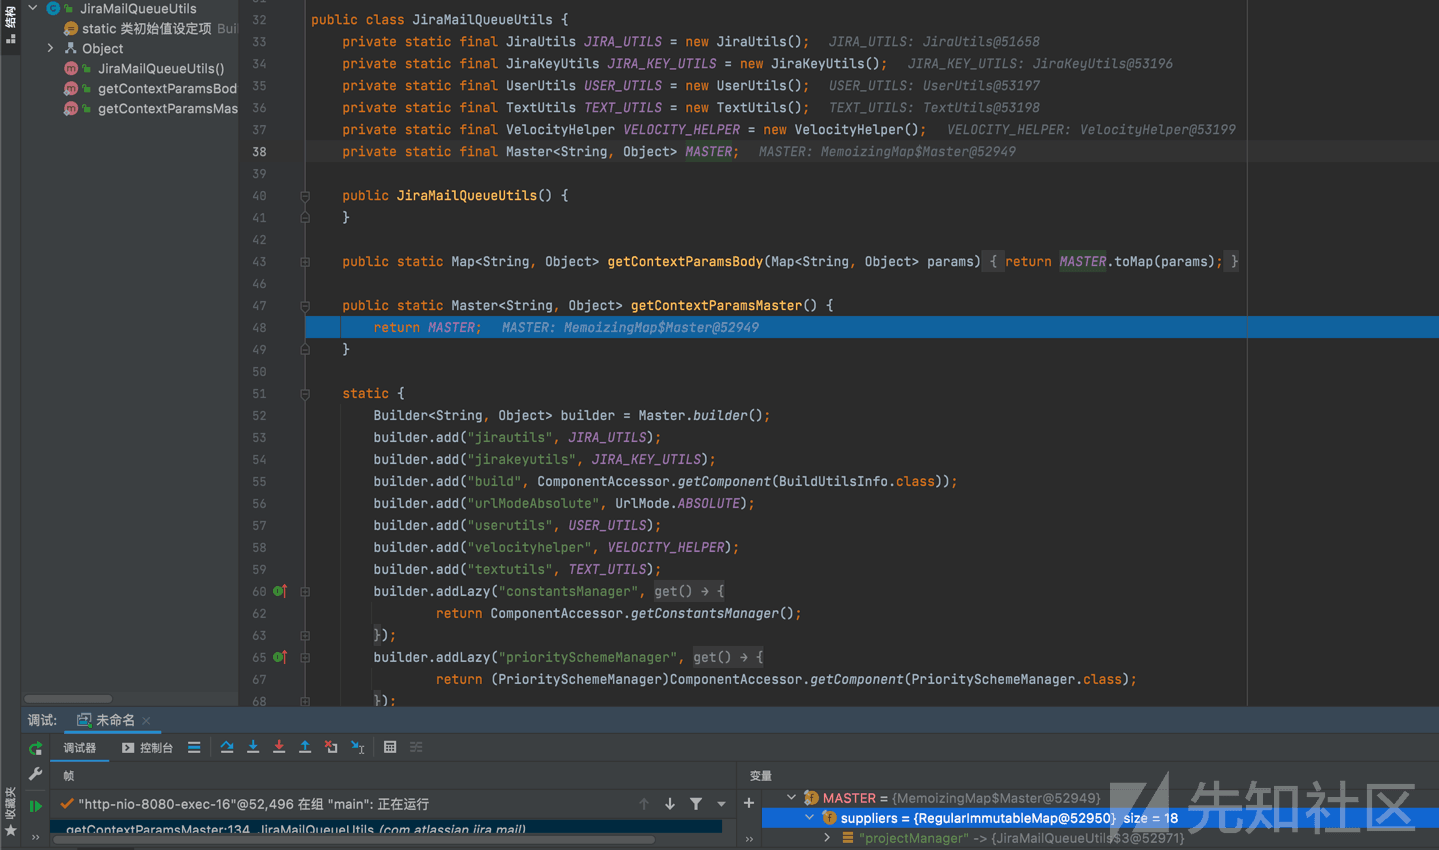 结构
JiraMailQueueUtils
static 类初始值设定项 Buil
Object
JiraMailQueueUtils()
getContextParamsBod
getContextParamsMas
32 public class JiraMailQueueUtils {
33 private static final JiraUtils JIRA_UTILS = new JiraUtils(); JIRA_UTILS: JiraUtils@51658
34 private static final JiraKeyUtils JIRA_KEY_UTILS = new JiraKeyUtils(); JIRA_KEY_UTILS: JiraKeyUtils@53196
35 private static final UserUtils USER_UTILS = new UserUtils(); USER_UTILS: UserUtils@53197
36 private static final TextUtils TEXT_UTILS = new TextUtils(); TEXT_UTILS: TextUtils@53198
37 private static final VelocityHelper VELOCITY_HELPER = new VelocityHelper(); VELOCITY_HELPER: VelocityHelper@53199
38 private static final Master<String, Object> MASTER; MASTER: MemoizingMap$Master@52949
39
40 public JiraMailQueueUtils() {
41 }
42
43 public static Map<String, Object> getContextParamsBody(Map<String, Object> params) { return MASTER.toMap(params); }
46
47 public static Master<String, Object> getContextParamsMaster() {
48 return MASTER; MASTER: MemoizingMap$Master@52949
49 }
50
51 static {
52 Builder<String, Object> builder = Master.builder();
53 builder.add("jirautils", JIRA_UTILS);
54 builder.add("jirakeyutils", JIRA_KEY_UTILS);
55 builder.add("build", ComponentAccessor.getComponent(BuildUtilsInfo.class));
56 builder.add("urlModeAbsolute", UrlMode.ABSOLUTE);
57 builder.add("userutils", USER_UTILS);
58 builder.add("velocityhelper", VELOCITY_HELPER);
59 builder.add("textutils", TEXT_UTILS);
60 builder.addLazy("constantsManager", get() → {
62 return ComponentAccessor.getConstantsManager();
63 });
65 builder.addLazy("prioritySchemeManager", get() → {
67 return (PrioritySchemeManager)ComponentAccessor.getComponent(PrioritySchemeManager.class);
68 });
调试: 未命名
调试器 控制台
帧
变量
"http-nio-8080-exec-16"@52,496 在组 "main": 正在运行
getContextParamsMaster:134, JiraMailQueueUtils (com.atlassian.jira.mail)
MASTER = {MemoizingMap$Master@52949}
suppliers = {RegularImmutableMap@52950} size = 18
"projectManager" -> {JiraMailQueueUtils$3@52971}
收藏夹
先知社区